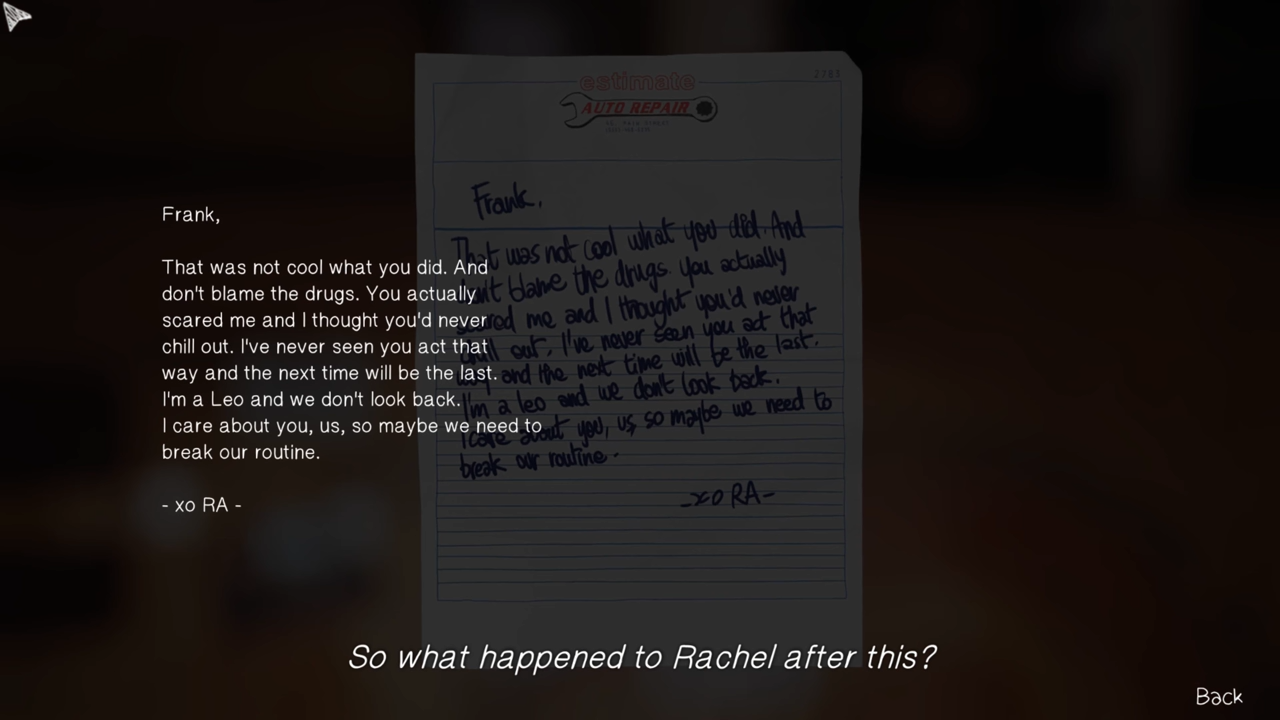 estimate
2781
AUTO REPAIR
Frank,
That was not cool what you did. And
don't blame the drugs. You actually
scared me and I thought you'd never
chill out. I've never seen you act that
way and the next time will be the last.
I'm a leo and we don't look back.
I care about you, us, so maybe we need to
break our routine.
-xo RA-
Frank,
That was not cool what you did. And
don't blame the drugs. You actually
scared me and I thought you'd never
chill out. I've never seen you act that
way and the next time will be the last.
I'm a Leo and we don't look back.
I care about you, us, so maybe we need to
break our routine.
- xo RA -
So what happened to Rachel after this?
Back